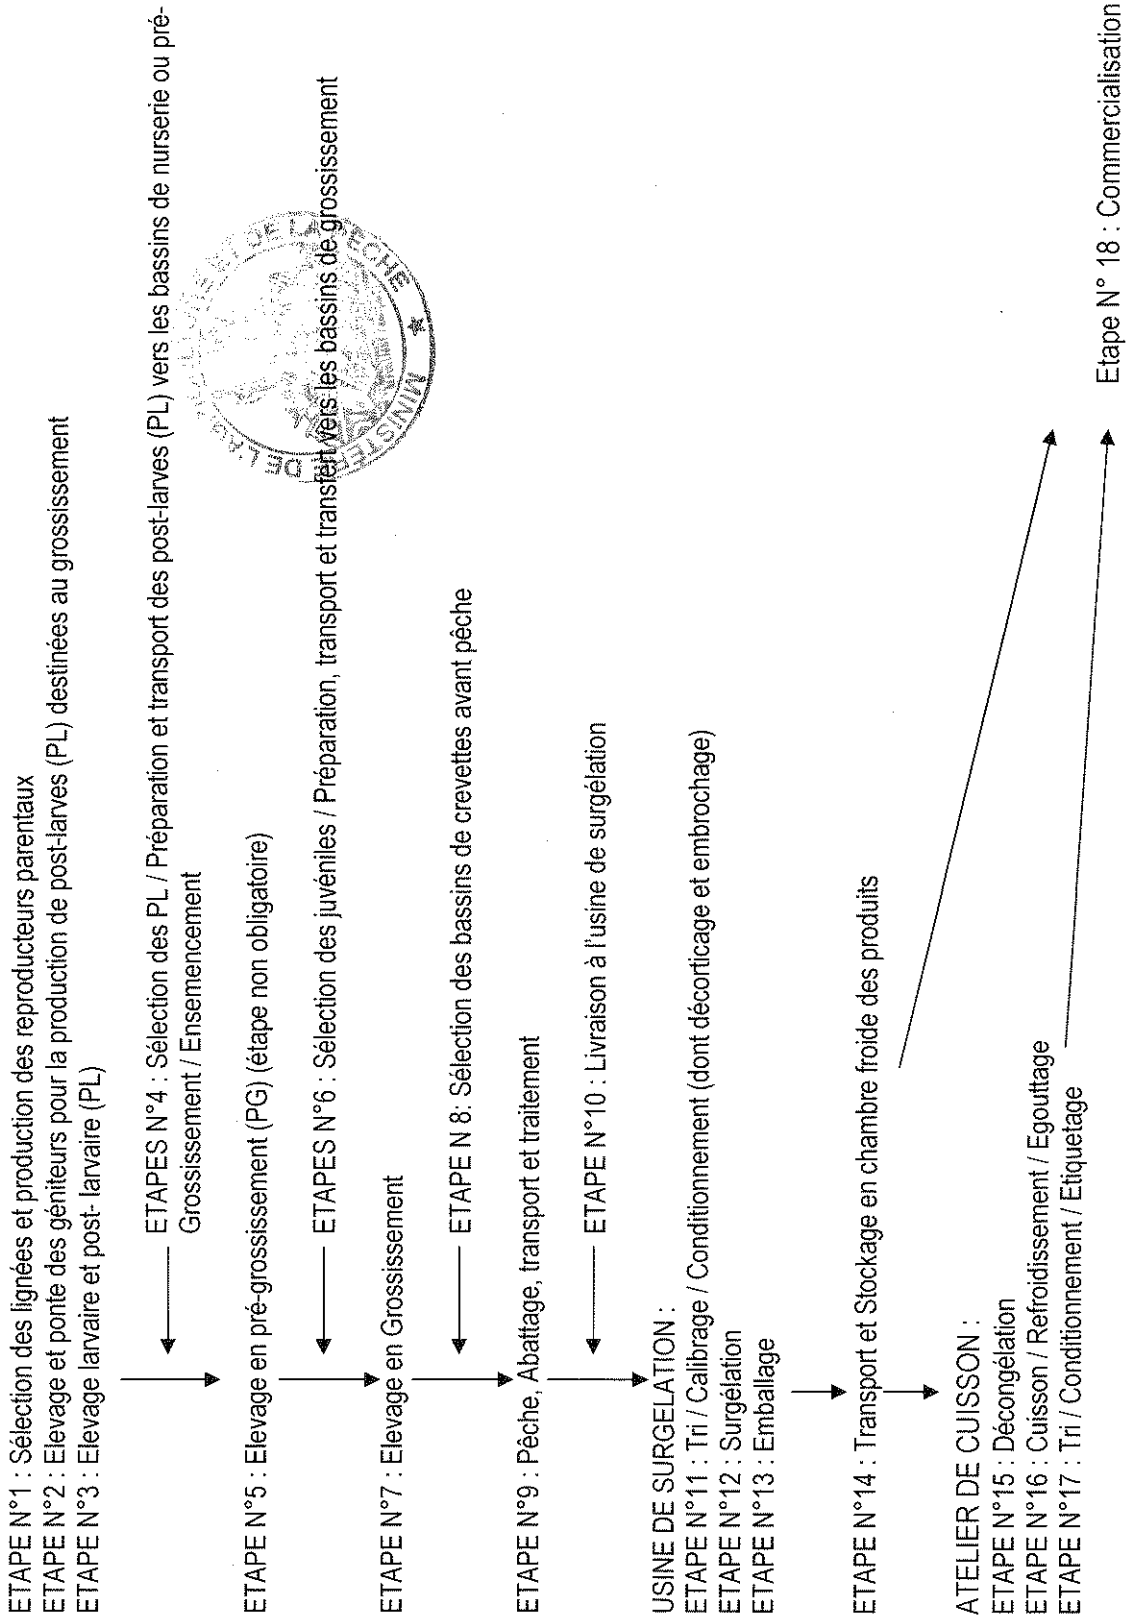 ETAPE N°1 : Sélection des lignées et production des reproducteurs parentaux
ETAPE N°2 : Elevage et ponte des géniteurs pour la production de post-larves (PL) destinées au grossissement
ETAPE N°3 : Elevage larvaire et post- larvaire (PL)
ETAPES N°4 : Sélection des PL / Préparation et transport des post-larves (PL) vers les bassins de nurserie ou pré-
Grossissement / Ensemencement
ETAPE N°5 : Elevage en pré-grossissement (PG) (étape non obligatoire)
ETAPES N°6 : Sélection des juvéniles / Préparation, transport et transfert vers les bassins de grossissement
ETAPE N°7 : Elevage en Grossissement
ETAPE N 8: Sélection des bassins de crevettes avant pêche
ETAPE N°9 : Pêche, Abattage, transport et traitement
ETAPE N°10 : Livraison à l'usine de surgélation
USINE DE SURGELATION :
ETAPE N°11 : Tri / Calibrage / Conditionnement (dont décorticage et embrochage)
ETAPE N°12 : Surgélation
ETAPE N°13 : Emballage
ETAPE N°14 : Transport et Stockage en chambre froide des produits
ATELIER DE CUISSON :
ETAPE N°15 : Décongélation
ETAPE N°16 : Cuisson / Refroidissement / Egouttage
ETAPE N°17 : Tri / Conditionnement / Etiquetage
Etape N° 18 : Commercialisation
MINISTÈRE DE L'AGRICULTURE ET DE LA PÊCHE ★